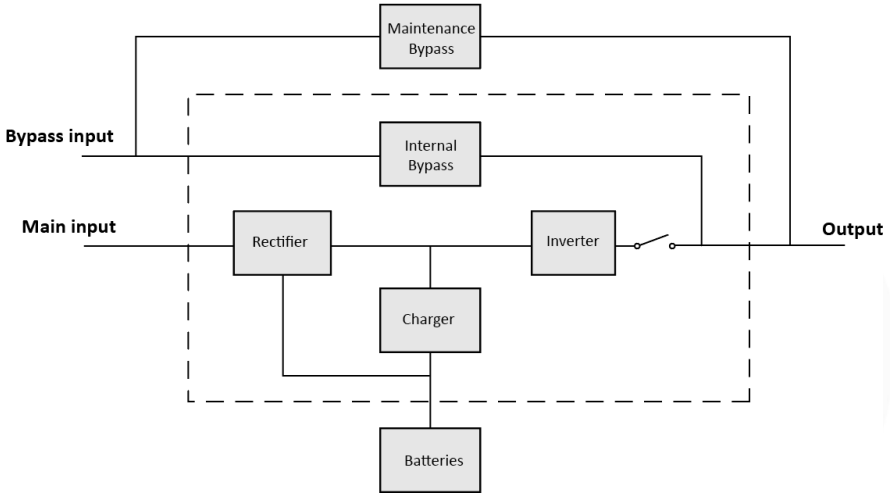 Maintenance
Bypass
Bypass input
Internal
Bypass
Main input
Rectifier
Inverter
Output
Charger
Batteries